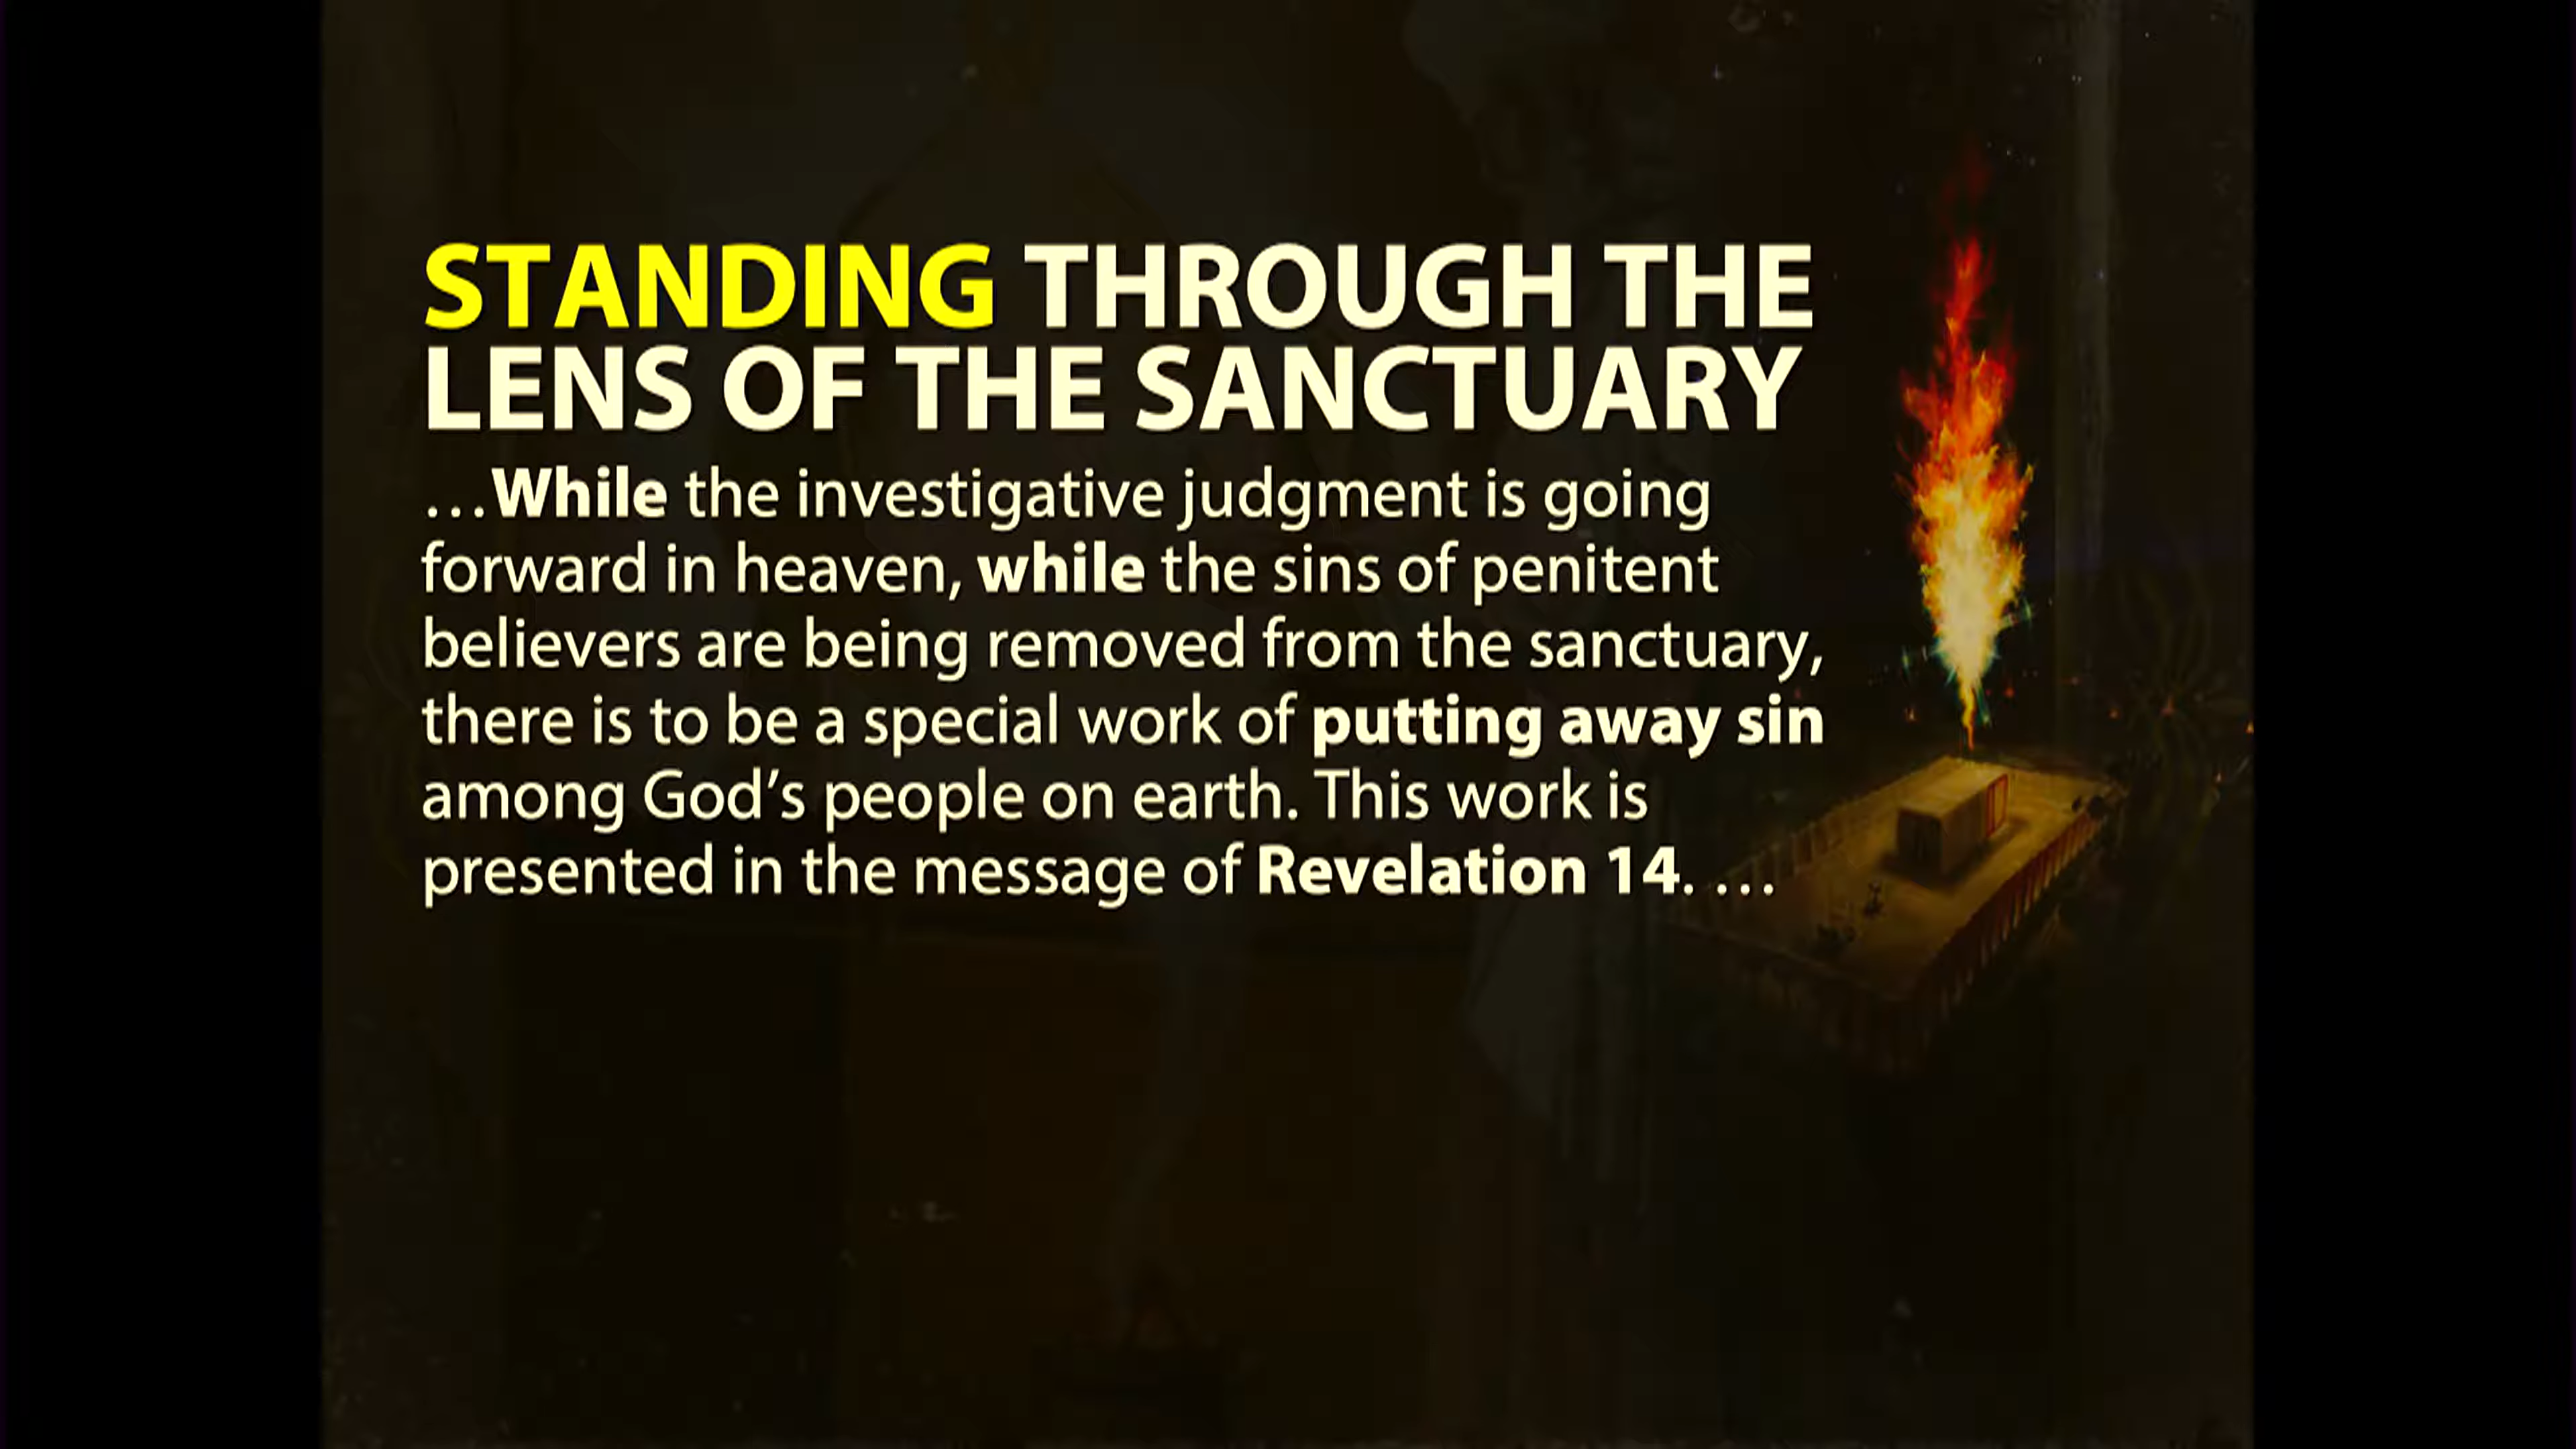 STANDING THROUGH THE
LENS OF THE SANCTUARY
...While the investigative judgment is going
forward in heaven, while the sins of penitent
believers are being removed from the sanctuary,
there is to be a special work of putting away sin
among God’s people on earth. This work is
presented in the message of Revelation 14. ...